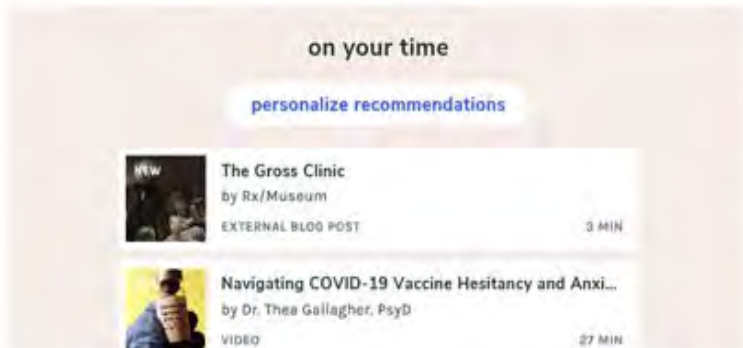 on your time
personalize recommendations
NEW
The Gross Clinic
by Rx/Museum
EXTERNAL BLOG POST
3 MIN
Navigating COVID-19 Vaccine Hesitancy and Anxi...
by Dr. Thea Gallagher, PsyD
VIDEO
27 MIN